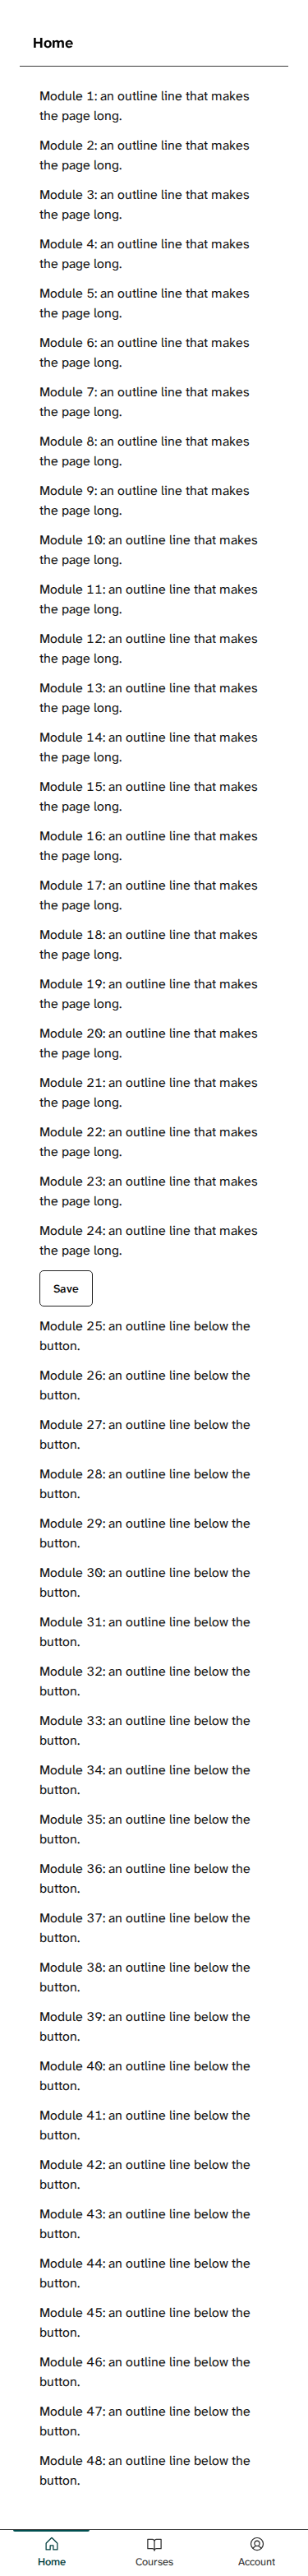 Home
Module 1: an outline line that makes
the page long.
Module 2: an outline line that makes
the page long.
Module 3: an outline line that makes
the page long.
Module 4: an outline line that makes
the page long.
Module 5: an outline line that makes
the page long.
Module 6: an outline line that makes
the page long.
Module 7: an outline line that makes
the page long.
Module 8: an outline line that makes
the page long.
Module 9: an outline line that makes
the page long.
Module 10: an outline line that makes
the page long.
Module 11: an outline line that makes
the page long.
Module 12: an outline line that makes
the page long.
Module 13: an outline line that makes
the page long.
Module 14: an outline line that makes
the page long.
Module 15: an outline line that makes
the page long.
Module 16: an outline line that makes
the page long.
Module 17: an outline line that makes
the page long.
Module 18: an outline line that makes
the page long.
Module 19: an outline line that makes
the page long.
Module 20: an outline line that makes
the page long.
Module 21: an outline line that makes
the page long.
Module 22: an outline line that makes
the page long.
Module 23: an outline line that makes
the page long.
Module 24: an outline line that makes
the page long.
Save
Module 25: an outline line below the
button.
Module 26: an outline line below the
button.
Module 27: an outline line below the
button.
Module 28: an outline line below the
button.
Module 29: an outline line below the
button.
Module 30: an outline line below the
button.
Module 31: an outline line below the
button.
Module 32: an outline line below the
button.
Module 33: an outline line below the
button.
Module 34: an outline line below the
button.
Module 35: an outline line below the
button.
Module 36: an outline line below the
button.
Module 37: an outline line below the
button.
Module 38: an outline line below the
button.
Module 39: an outline line below the
button.
Module 40: an outline line below the
button.
Module 41: an outline line below the
button.
Module 42: an outline line below the
button.
Module 43: an outline line below the
button.
Module 44: an outline line below the
button.
Module 45: an outline line below the
button.
Module 46: an outline line below the
button.
Module 47: an outline line below the
button.
Module 48: an outline line below the
button.
Home
Courses
Account